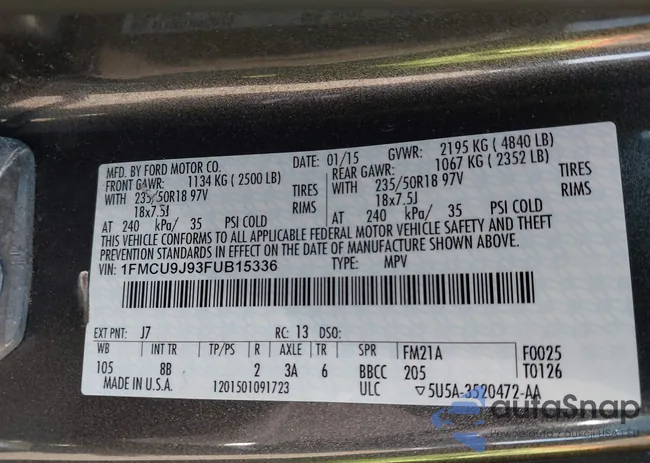 MFD. BY FORD MOTOR CO.
DATE: 01/15 GVWR: 2195 KG ( 4840 LB)
FRONT GAWR: 1134 KG ( 2500 LB) REAR GAWR: 1067 KG ( 2352 LB)
WITH 235/50R18 97V TIRES WITH 235/50R18 97V TIRES
18x7.5J RIMS 18x7.5J RIMS
AT 240 kPa/ 35 PSI COLD AT 240 kPa/ 35 PSI COLD
THIS VEHICLE CONFORMS TO ALL APPLICABLE FEDERAL MOTOR VEHICLE SAFETY AND THEFT
PREVENTION STANDARDS IN EFFECT ON THE DATE OF MANUFACTURE SHOWN ABOVE.
VIN: 1FMCU9J93FUB15336 TYPE: MPV
EXT PNT: J7 RC: 13 DSO:
WB INT TR TP/PS R AXLE TR SPR FM21A F0025
105 8B 2 3A 6 BBCC 205 T0126
MADE IN U.S.A. 1201501091723 ULC ▽5U5A-3520472-AA
autaSnap